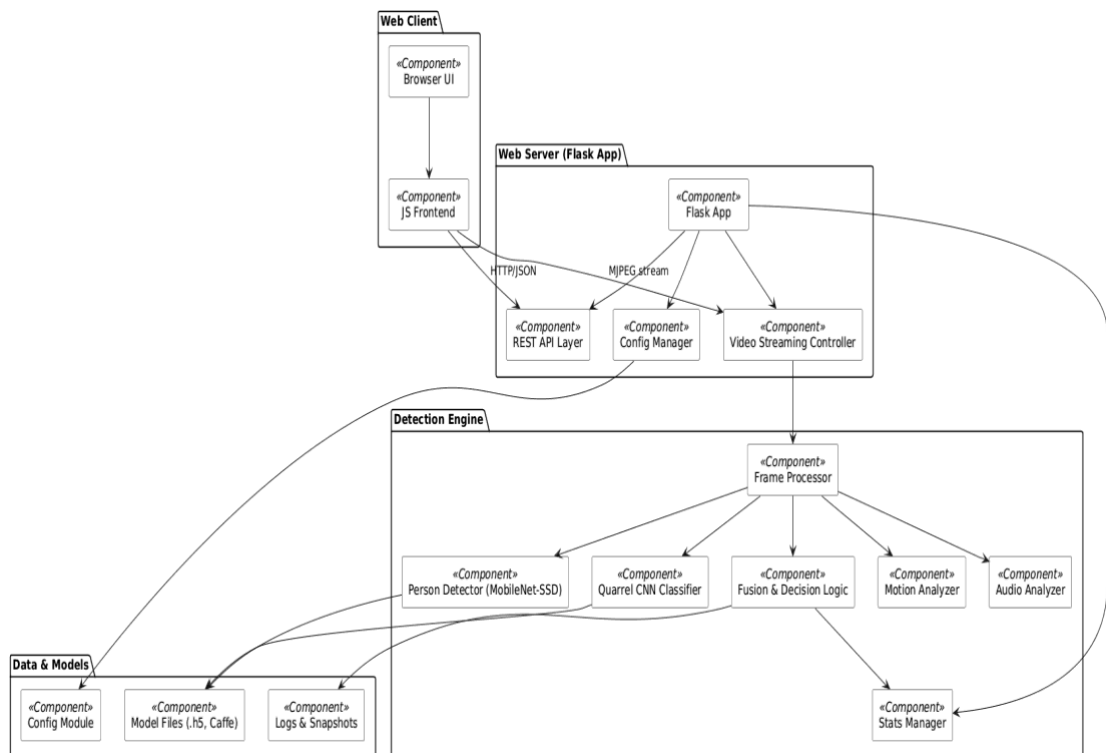 Web Client
«Component»
Browser UI
«Component»
JS Frontend
Web Server (Flask App)
«Component»
Flask App
HTTP/JSON
MJPEG stream
«Component»
REST API Layer
«Component»
Config Manager
«Component»
Video Streaming Controller
Detection Engine
«Component»
Frame Processor
«Component»
Person Detector (MobileNet-SSD)
«Component»
Quarrel CNN Classifier
«Component»
Fusion & Decision Logic
«Component»
Motion Analyzer
«Component»
Audio Analyzer
Data & Models
«Component»
Config Module
«Component»
Model Files (.h5, Caffe)
«Component»
Logs & Snapshots
«Component»
Stats Manager